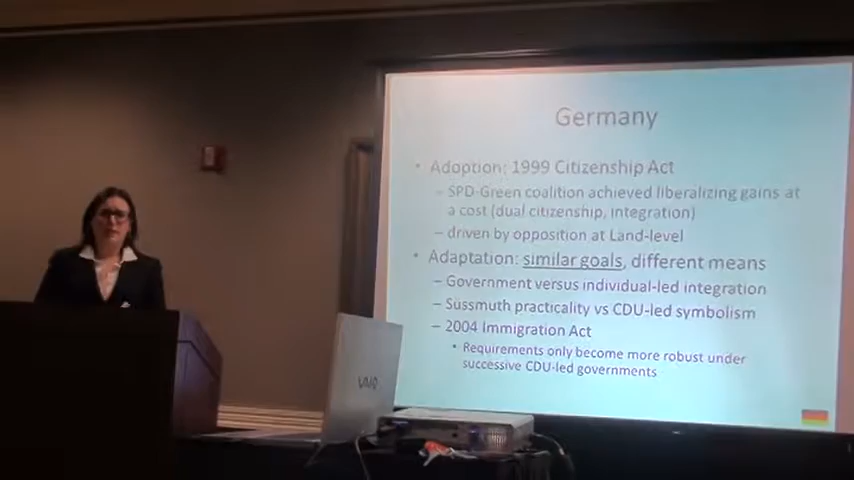 Germany
• Adoption: 1999 Citizenship Act
– SPD-Green coalition achieved liberalizing gains at
a cost (dual citizenship, integration)
– driven by opposition at Land-level
• Adaptation: similar goals, different means
– Government versus individual-led integration
– Sussmuth practicality vs CDU-led symbolism
– 2004 Immigration Act
• Requirements only become more robust under
successive CDU-led governments
VAIO